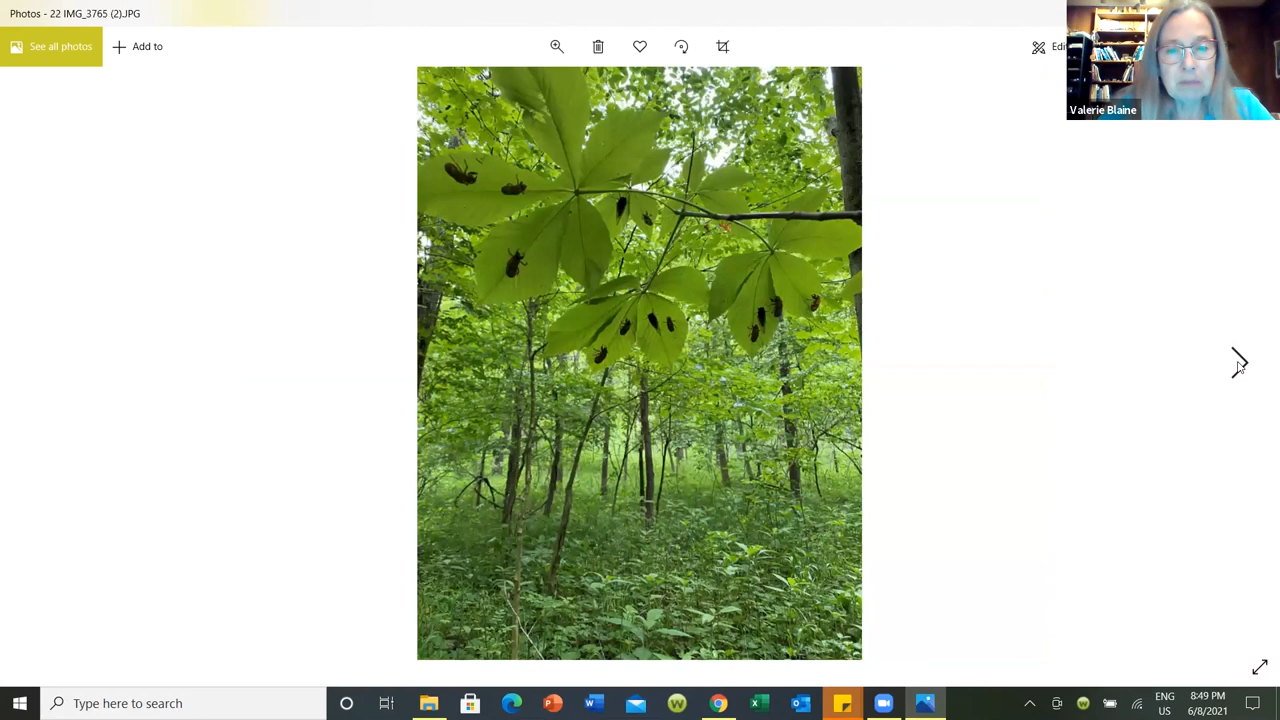 Photos - 22 IMG_3765 (2).JPG
See all photos
Add to
Valerie Blaine
Type here to search
ENG
US
8:49 PM
6/8/2021